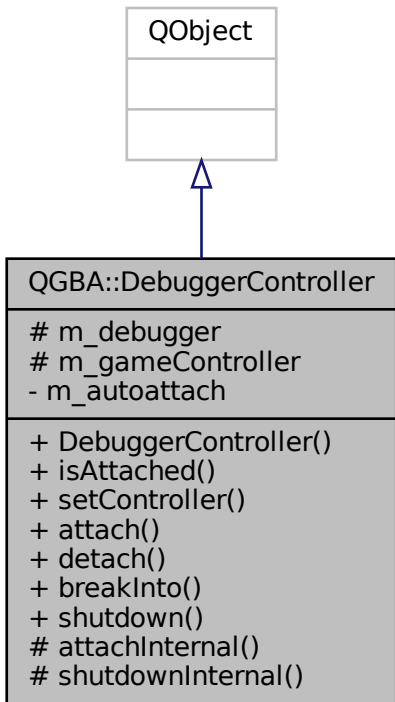 QObject
QGBA::DebuggerController
# m_debugger
# m_gameController
- m_autoattach
+ DebuggerController()
+ isAttached()
+ setController()
+ attach()
+ detach()
+ breakInto()
+ shutdown()
# attachInternal()
# shutdownInternal()